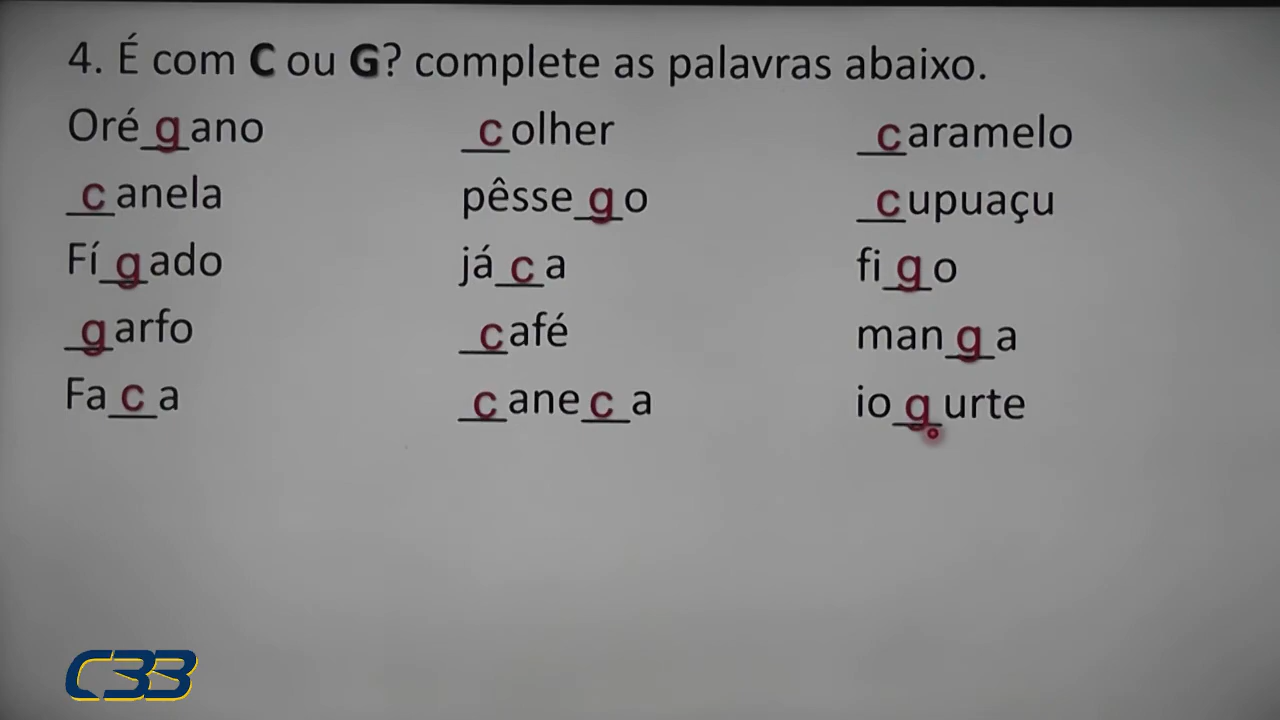 4. É com C ou G? complete as palavras abaixo.
Orégano colher caramelo
canela pêssego cupuaçu
Fígado jáca figo
garfo café manga
Faca caneca iogurte
C33